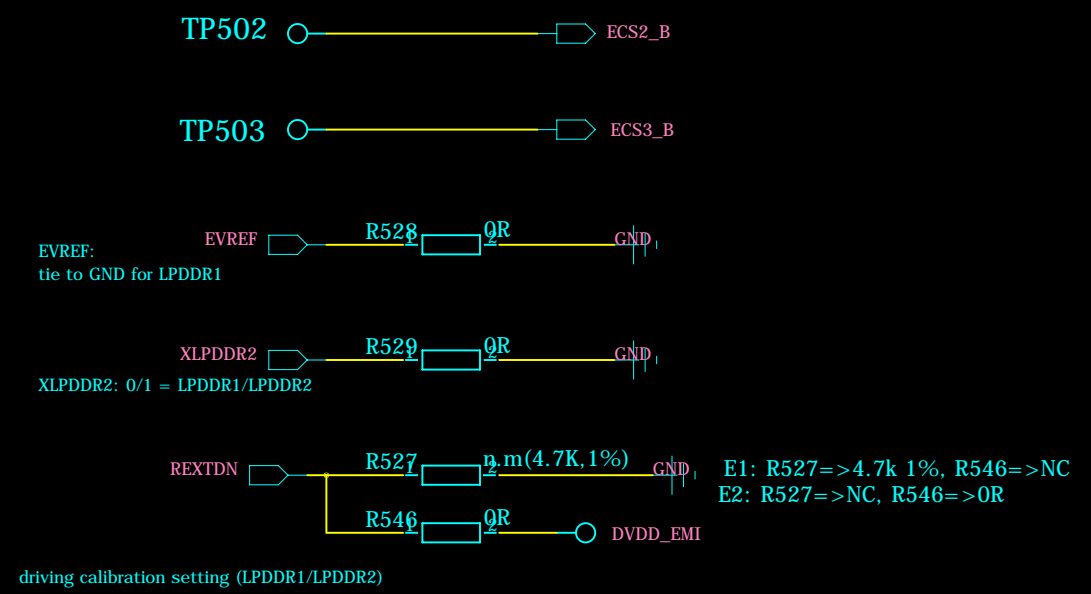 TP502
ECS2_B
TP503
ECS3_B
EVREF
R528
0R
1
2
GND
EVREF:
tie to GND for LPDDR1
XLPDDR2
R529
0R
1
2
GND
XLPDDR2: 0/1 = LPDDR1/LPDDR2
REXTDN
R527
n.m(4.7K,1%)
1
2
GND
E1: R527=>4.7k 1%, R546=>NC
E2: R527=>NC, R546=>0R
R546
0R
1
2
DVDD_EMI
driving calibration setting (LPDDR1/LPDDR2)